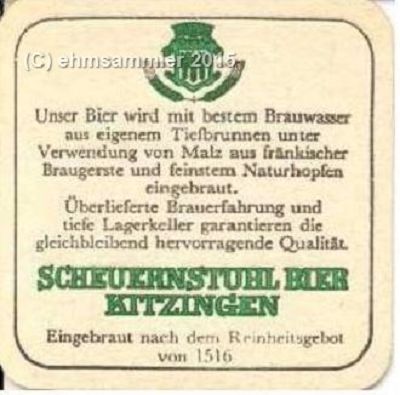 (C) ehmsammler 2015
Unser Bier wird mit bestem Brauwasser
aus eigenem Tiefbrunnen unter
Verwendung von Malz aus fränkischer
Braugerste und feinstem Naturhopfen
eingebraut.
Überlieferte Brauerfahrung und
tiefe Lagerkeller garantieren die
gleichbleibend hervorragende Qualität.
SCHEUERNSTUHL BIER
KITZINGEN
Eingebraut nach dem Reinheitsgebot
von 1516